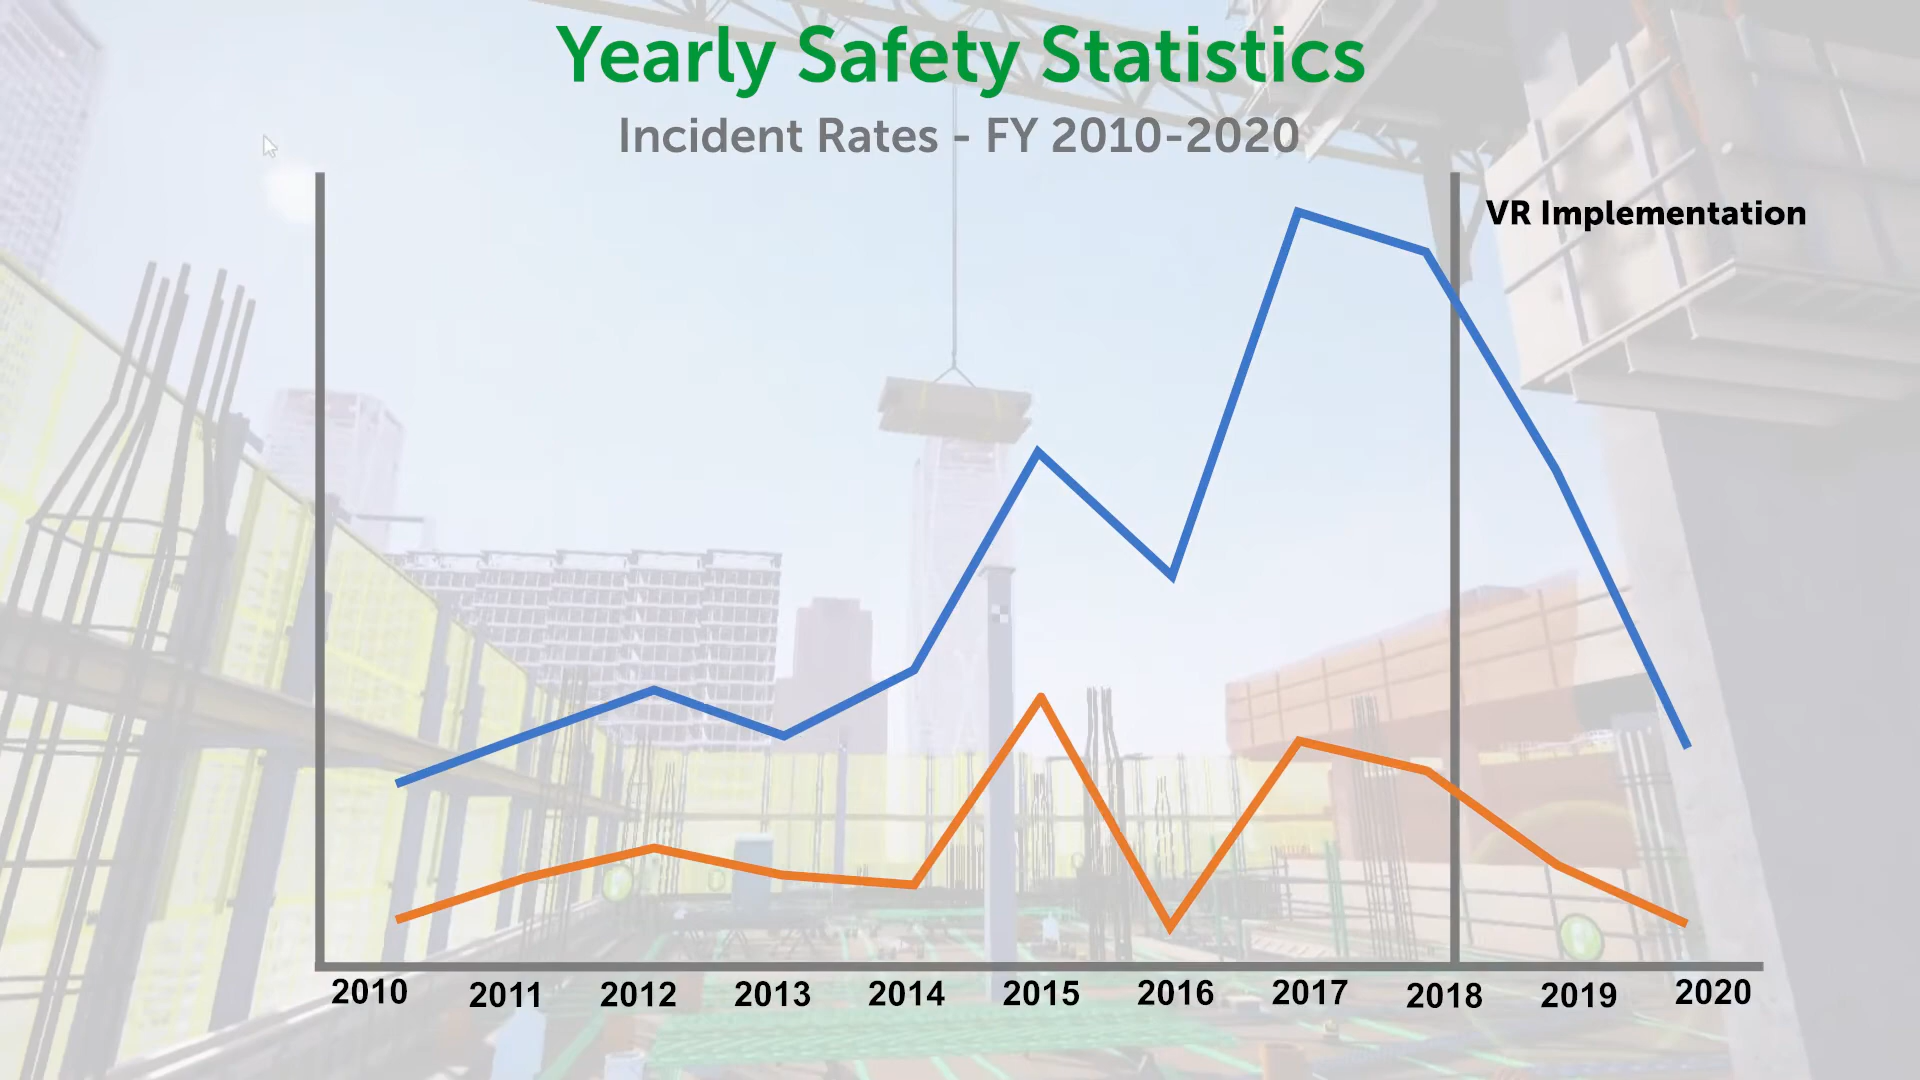 Yearly Safety Statistics
Incident Rates - FY 2010-2020
VR Implementation
2010 2011 2012 2013 2014 2015 2016 2017 2018 2019 2020